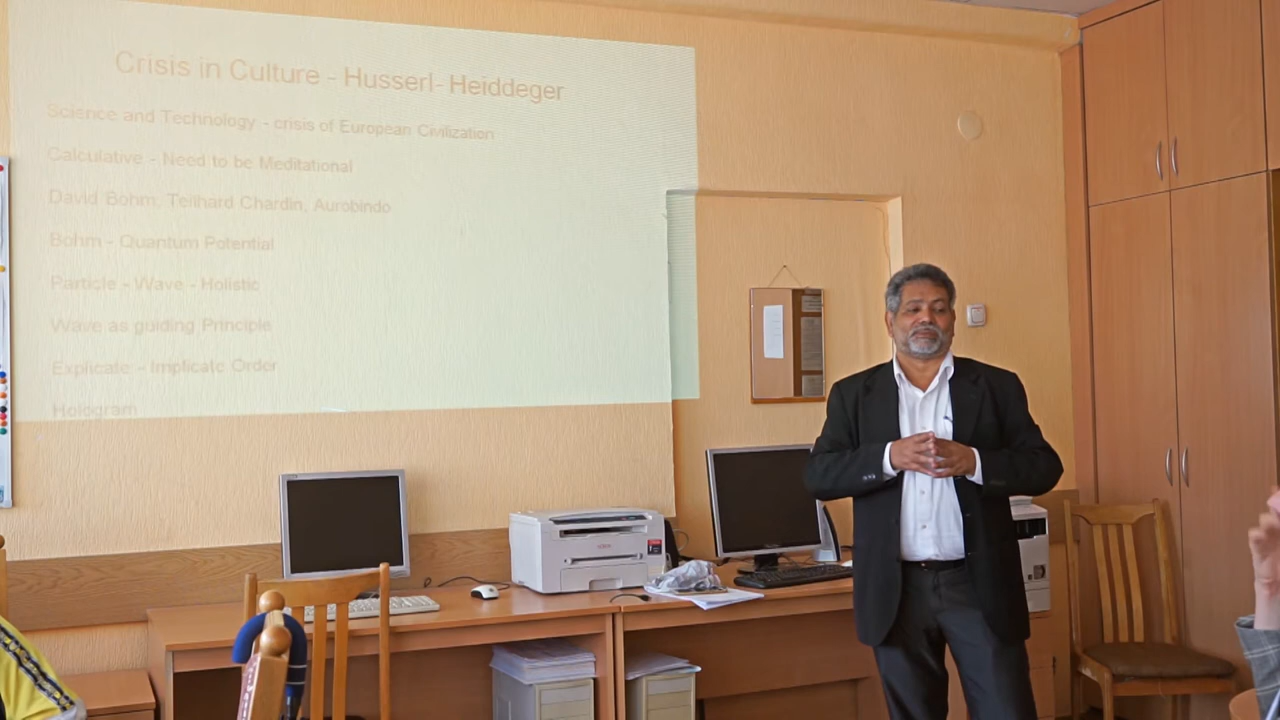 Crisis in Culture - Husserl- Heiddeger
Science and Technology - crisis of European Civilization
Calculative - Need to be Meditational
David Bohm, Teilhard Chardin, Aurobindo
Bohm - Quantum Potential
Particle - Wave - Holistic
Wave as guiding Principle
Explicate - Implicate Order
Hologram